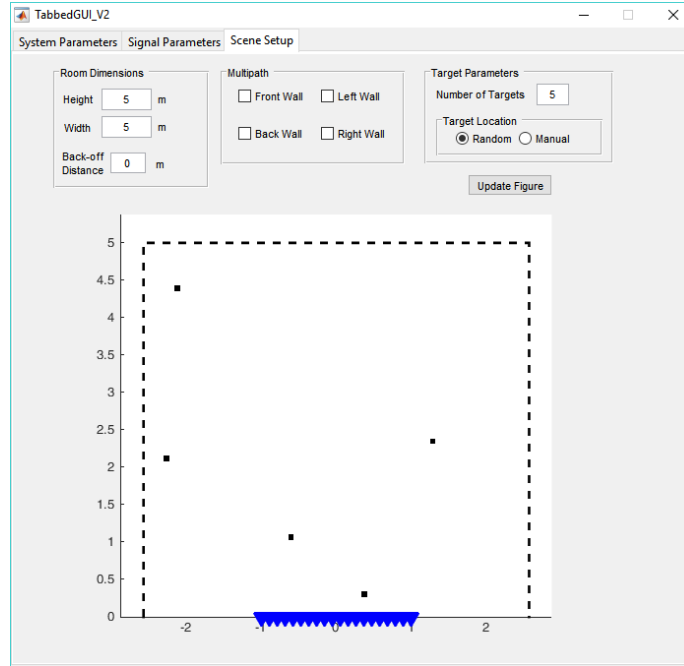 TabbedGUI_V2
System Parameters Signal Parameters Scene Setup
Room Dimensions
Height 5 m
Width 5 m
Back-off
Distance 0 m
Multipath
Front Wall Left Wall
Back Wall Right Wall
Target Parameters
Number of Targets 5
Target Location
Random Manual
Update Figure
5
4.5
4
3.5
3
2.5
2
1.5
1
0.5
0
-2 -1 0 1 2